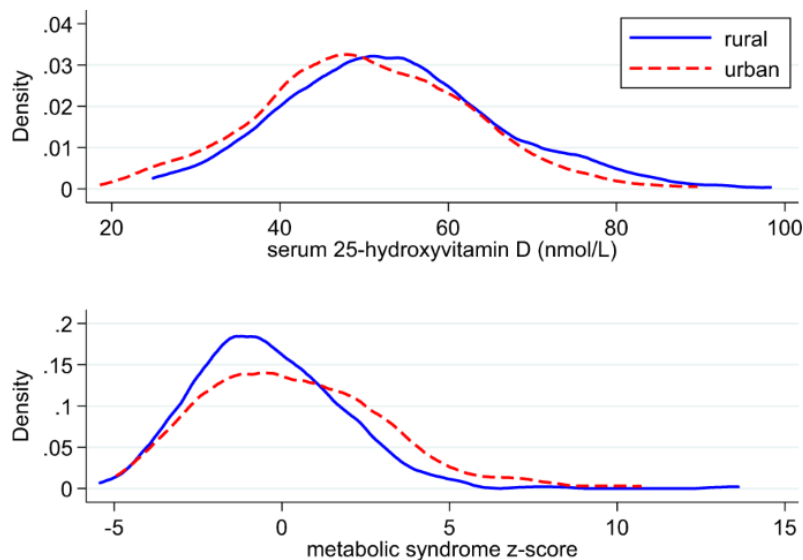 .04
.03
.02
.01
0
Density
rural
urban
20 40 60 80 100
serum 25-hydroxyvitamin D (nmol/L)
.2
.15
.1
.05
0
Density
-5 0 5 10 15
metabolic syndrome z-score